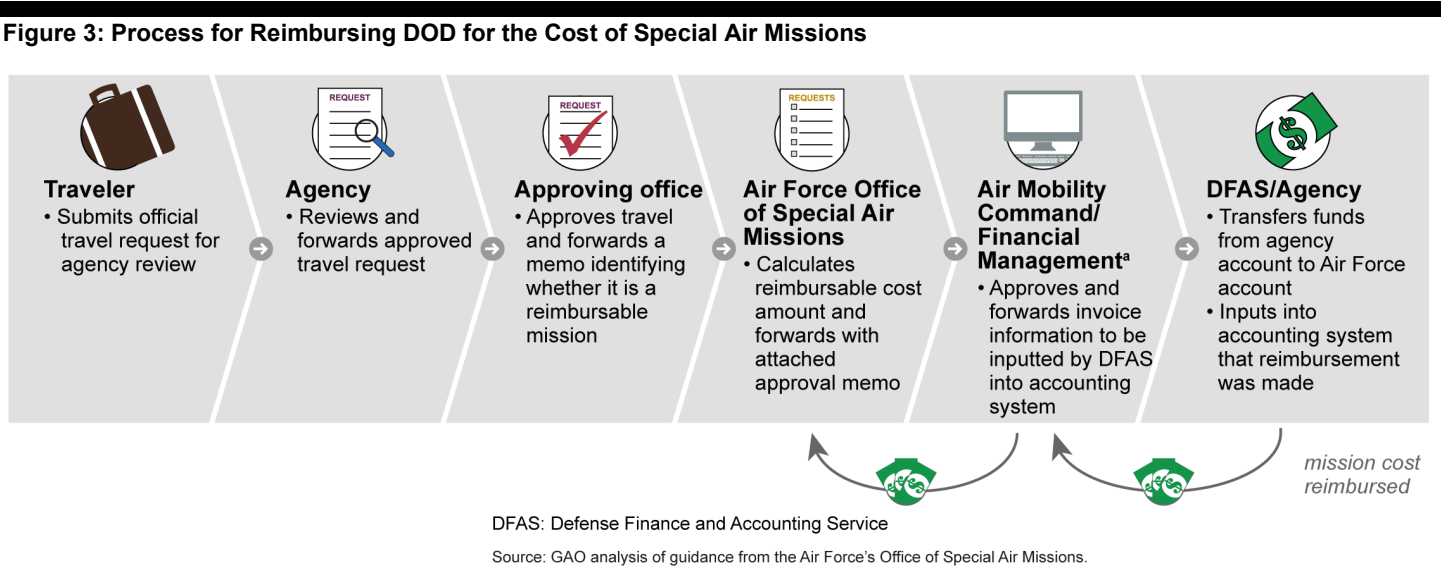 Figure 3: Process for Reimbursing DOD for the Cost of Special Air Missions
Traveler
• Submits official
travel request for
agency review
REQUEST
Agency
• Reviews and
forwards approved
travel request
REQUEST
Approving office
• Approves travel
and forwards a
memo identifying
whether it is a
reimbursable
mission
REQUESTS
Air Force Office
of Special Air
Missions
• Calculates
reimbursable cost
amount and
forwards with
attached
approval memo
Air Mobility
Command/
Financial
Managementᵃ
• Approves and
forwards invoice
information to be
inputted by DFAS
into accounting
system
$
DFAS/Agency
• Transfers funds
from agency
account to Air Force
account
• Inputs into
accounting system
that reimbursement
was made
$$$
$$$
mission cost
reimbursed
DFAS: Defense Finance and Accounting Service
Source: GAO analysis of guidance from the Air Force's Office of Special Air Missions.